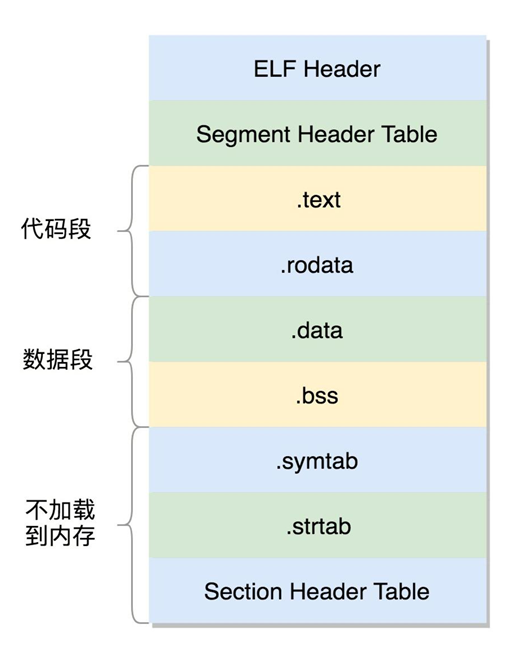 ELF Header
Segment Header Table
代码段
.text
.rodata
数据段
.data
.bss
不加载
到内存
.symtab
.strtab
Section Header Table